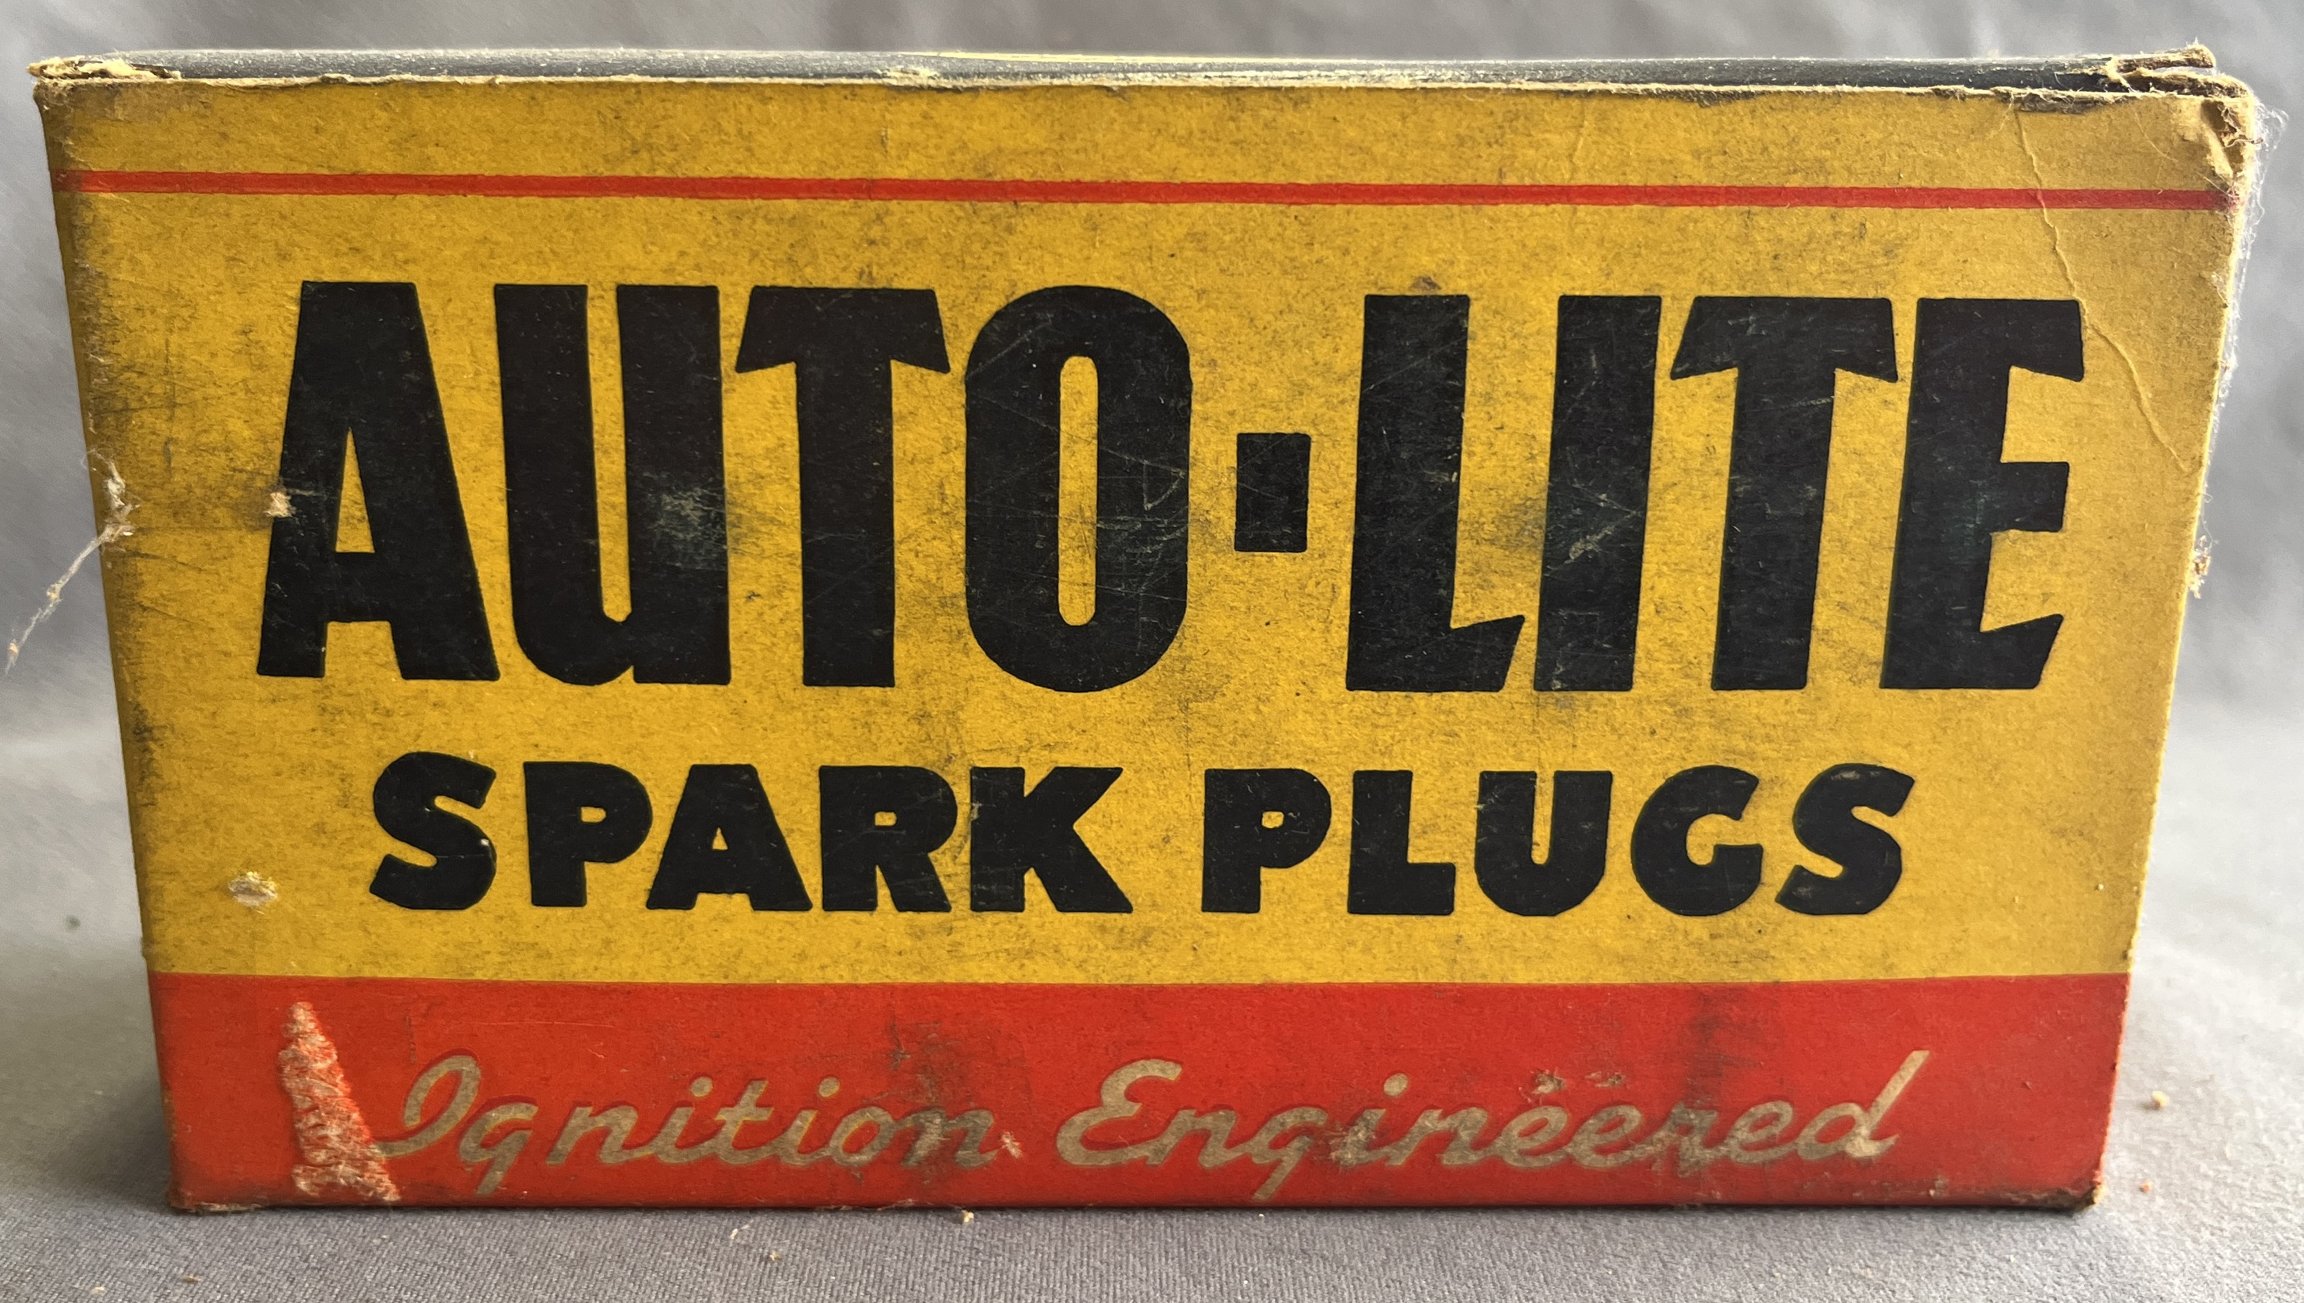 AUTO·LITE
SPARK PLUGS
Ignition Engineered